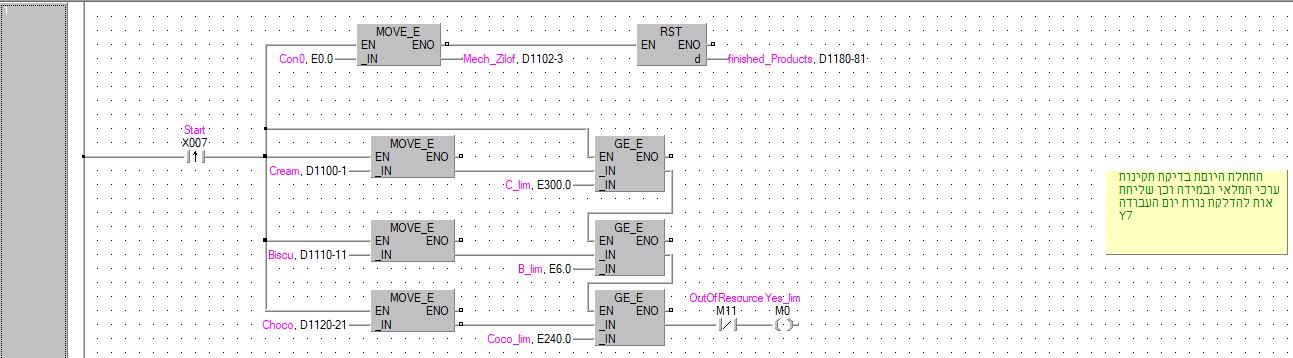 1
MOVE_E
EN ENO
_IN
Con0, E0.0
Mech_Zilof, D1102-3
RST
EN ENO
d
finished_Products, D1180-81
Start
X007
MOVE_E
EN ENO
_IN
Cream, D1100-1
GE_E
EN ENO
_IN
_IN
C_lim, E300.0
התחלת היוםת בדיקת תקינות
ערכי המלאי ובמידה וכן שליחת
אות להדלקת נורת יום העבודה
Y7
MOVE_E
EN ENO
_IN
Biscu, D1110-11
GE_E
EN ENO
_IN
_IN
B_lim, E6.0
MOVE_E
EN ENO
_IN
Choco, D1120-21
GE_E
EN ENO
_IN
_IN
Coco_lim, E240.0
OutOfResource Yes_lim
M11 M0